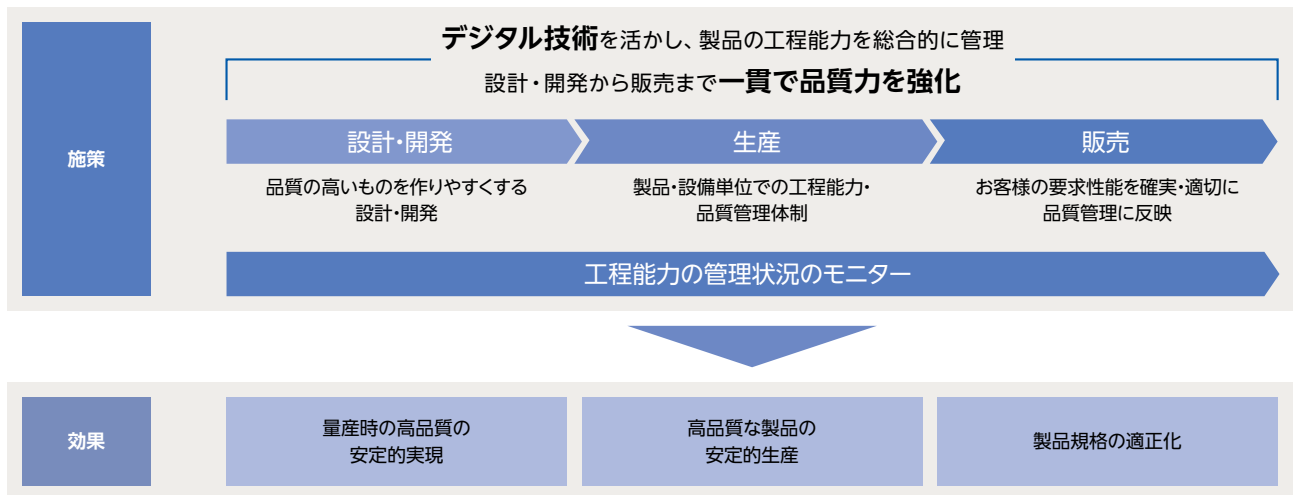 デジタル技術を活かし、製品の工程能力を総合的に管理
設計・開発から販売まで一貫で品質力を強化
施策
設計・開発
生産
販売
品質の高いものを作りやすくする
設計・開発
製品・設備単位での工程能力・
品質管理体制
お客様の要求性能を確実・適切に
品質管理に反映
工程能力の管理状況のモニター
効果
量産時の高品質の
安定的実現
高品質な製品の
安定的生産
製品規格の適正化